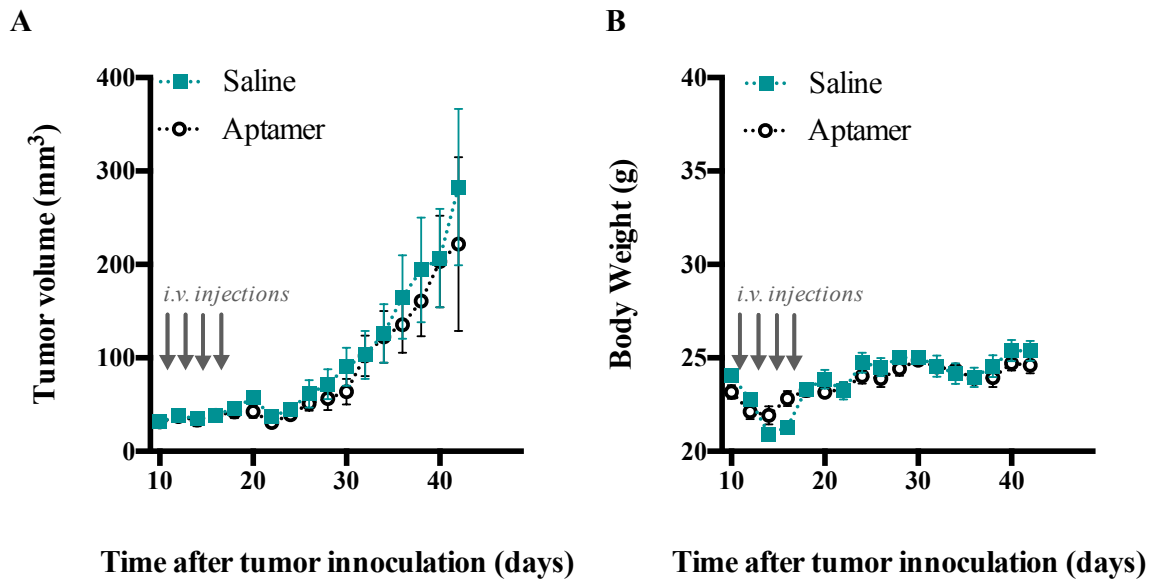 A
Tumor volume (mm³)
400
300
200
100
0
Saline
Aptamer
i.v. injections
10 20 30 40
Time after tumor innoculation (days)
B
Body Weight (g)
40
35
30
25
20
Saline
Aptamer
i.v. injections
10 20 30 40
Time after tumor innoculation (days)